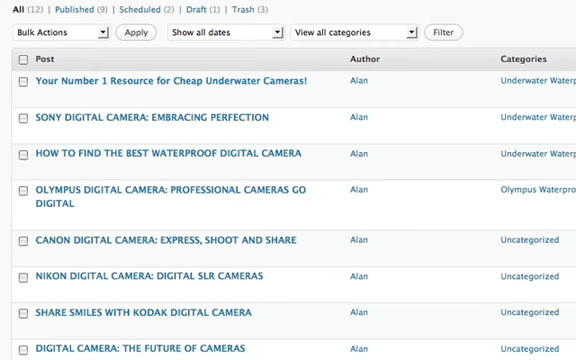 All (12) | Published (9) | Scheduled (2) | Draft (1) | Trash (3)
Bulk Actions Apply Show all dates View all categories Filter
Post Author Categories
Your Number 1 Resource for Cheap Underwater Cameras! Alan Underwater Waterp
SONY DIGITAL CAMERA: EMBRACING PERFECTION Alan Underwater Waterp
HOW TO FIND THE BEST WATERPROOF DIGITAL CAMERA Alan Underwater Waterp
OLYMPUS DIGITAL CAMERA: PROFESSIONAL CAMERAS GO Alan Olympus Waterpro
DIGITAL
CANON DIGITAL CAMERA: EXPRESS, SHOOT AND SHARE Alan Uncategorized
NIKON DIGITAL CAMERA: DIGITAL SLR CAMERAS Alan Uncategorized
SHARE SMILES WITH KODAK DIGITAL CAMERA Alan Uncategorized
DIGITAL CAMERA: THE FUTURE OF CAMERAS Alan Uncategorized